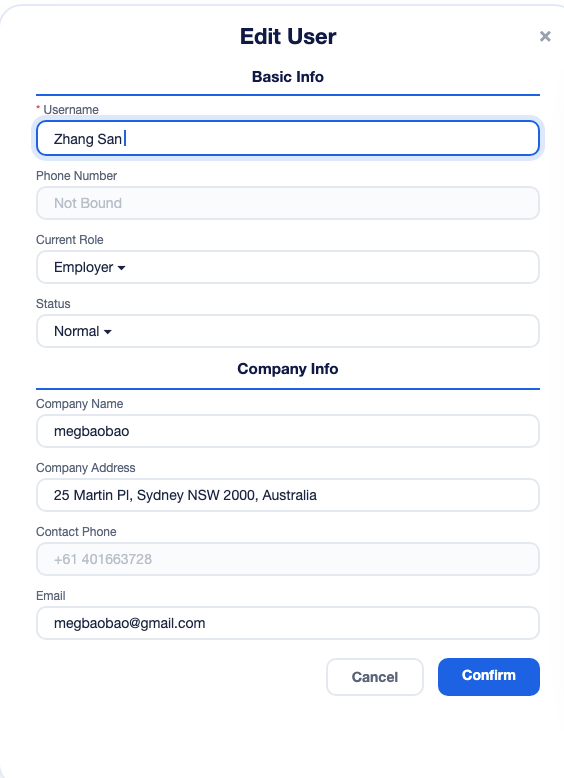 Edit User
×
Basic Info
* Username
Zhang San
Phone Number
Not Bound
Current Role
Employer
Status
Normal
Company Info
Company Name
megbaobao
Company Address
25 Martin Pl, Sydney NSW 2000, Australia
Contact Phone
+61 401663728
Email
megbaobao@gmail.com
Cancel Confirm